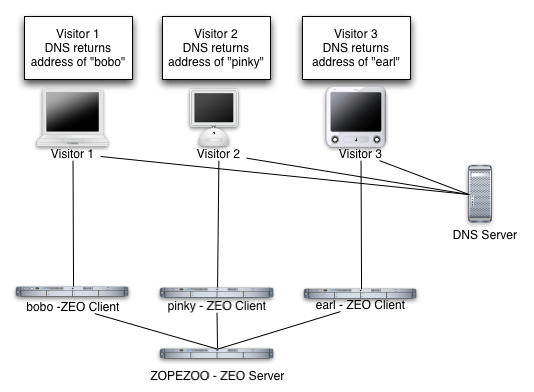 Visitor 1
DNS returns
address of "bobo"
Visitor 2
DNS returns
address of "pinky"
Visitor 3
DNS returns
address of "earl"
Visitor 1
Visitor 2
Visitor 3
DNS Server
bobo -ZEO Client
pinky - ZEO Client
earl - ZEO Client
ZOPEZOO - ZEO Server